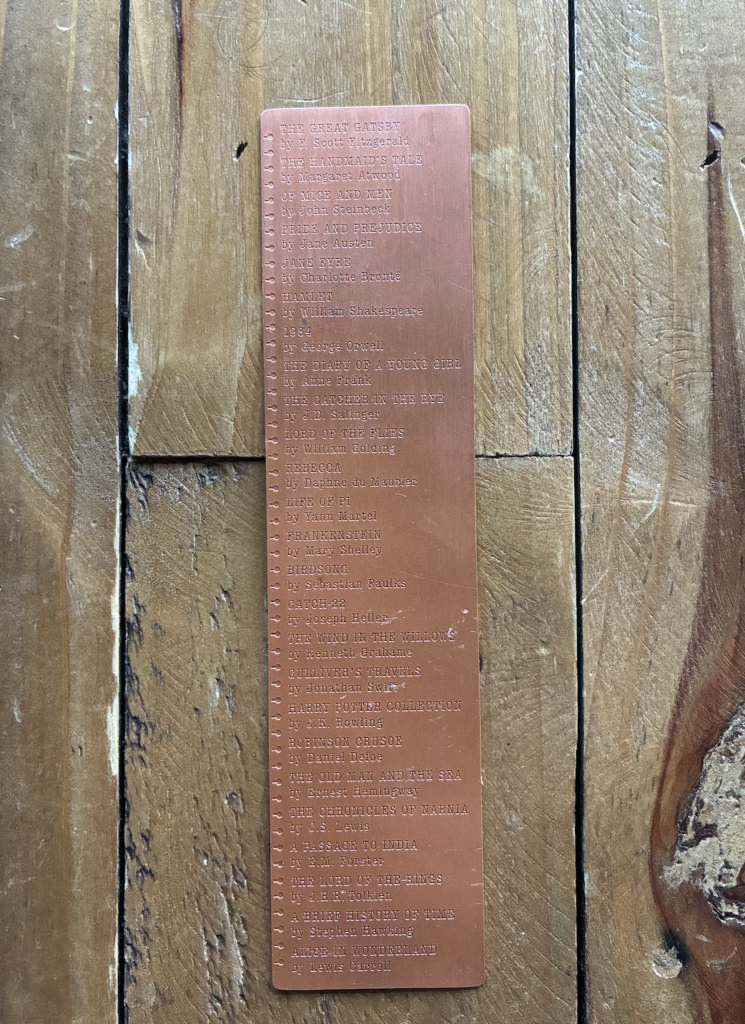 THE GREAT GATSBY
by F. Scott Fitzgerald
THE HANDMAID'S TALE
by Margaret Atwood
OF MICE AND MEN
by John Steinbeck
PRIDE AND PREJUDICE
by Jane Austen
JANE EYRE
by Charlotte Brontë
HAMLET
by William Shakespeare
1984
by George Orwell
THE DIARY OF A YOUNG GIRL
by Anne Frank
THE CATCHER IN THE RYE
by J.D. Salinger
LORD OF THE FLIES
by William Golding
REBECCA
by Daphne du Maurier
LIFE OF PI
by Yann Martel
FRANKENSTEIN
by Mary Shelley
BIRDSONG
by Sebastian Faulks
CATCH-22
by Joseph Heller
THE WIND IN THE WILLOWS
by Kenneth Grahame
GULLIVER'S TRAVELS
by Jonathan Swift
HARRY POTTER COLLECTION
by J.K. Rowling
ROBINSON CRUSOE
by Daniel Defoe
THE OLD MAN AND THE SEA
by Ernest Hemingway
THE CHRONICLES OF NARNIA
by C.S. Lewis
A PASSAGE TO INDIA
by E.M. Forster
THE LORD OF THE RINGS
by J.R.R. Tolkien
A BRIEF HISTORY OF TIME
by Stephen Hawking
ALICE IN WONDERLAND
by Lewis Carroll